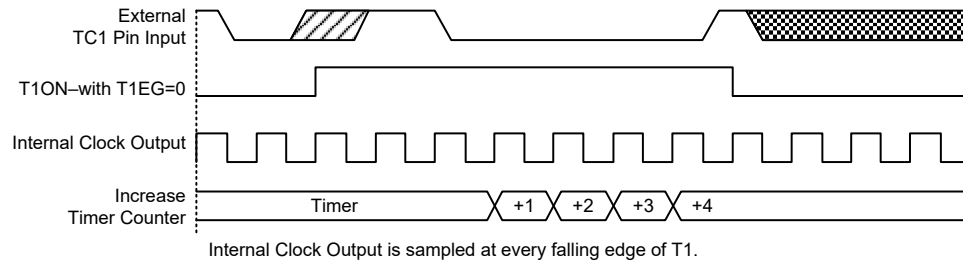 External
TC1 Pin Input
T1ON–with T1EG=0
Internal Clock Output
Increase
Timer Counter
Timer
+1
+2
+3
+4
Internal Clock Output is sampled at every falling edge of T1.